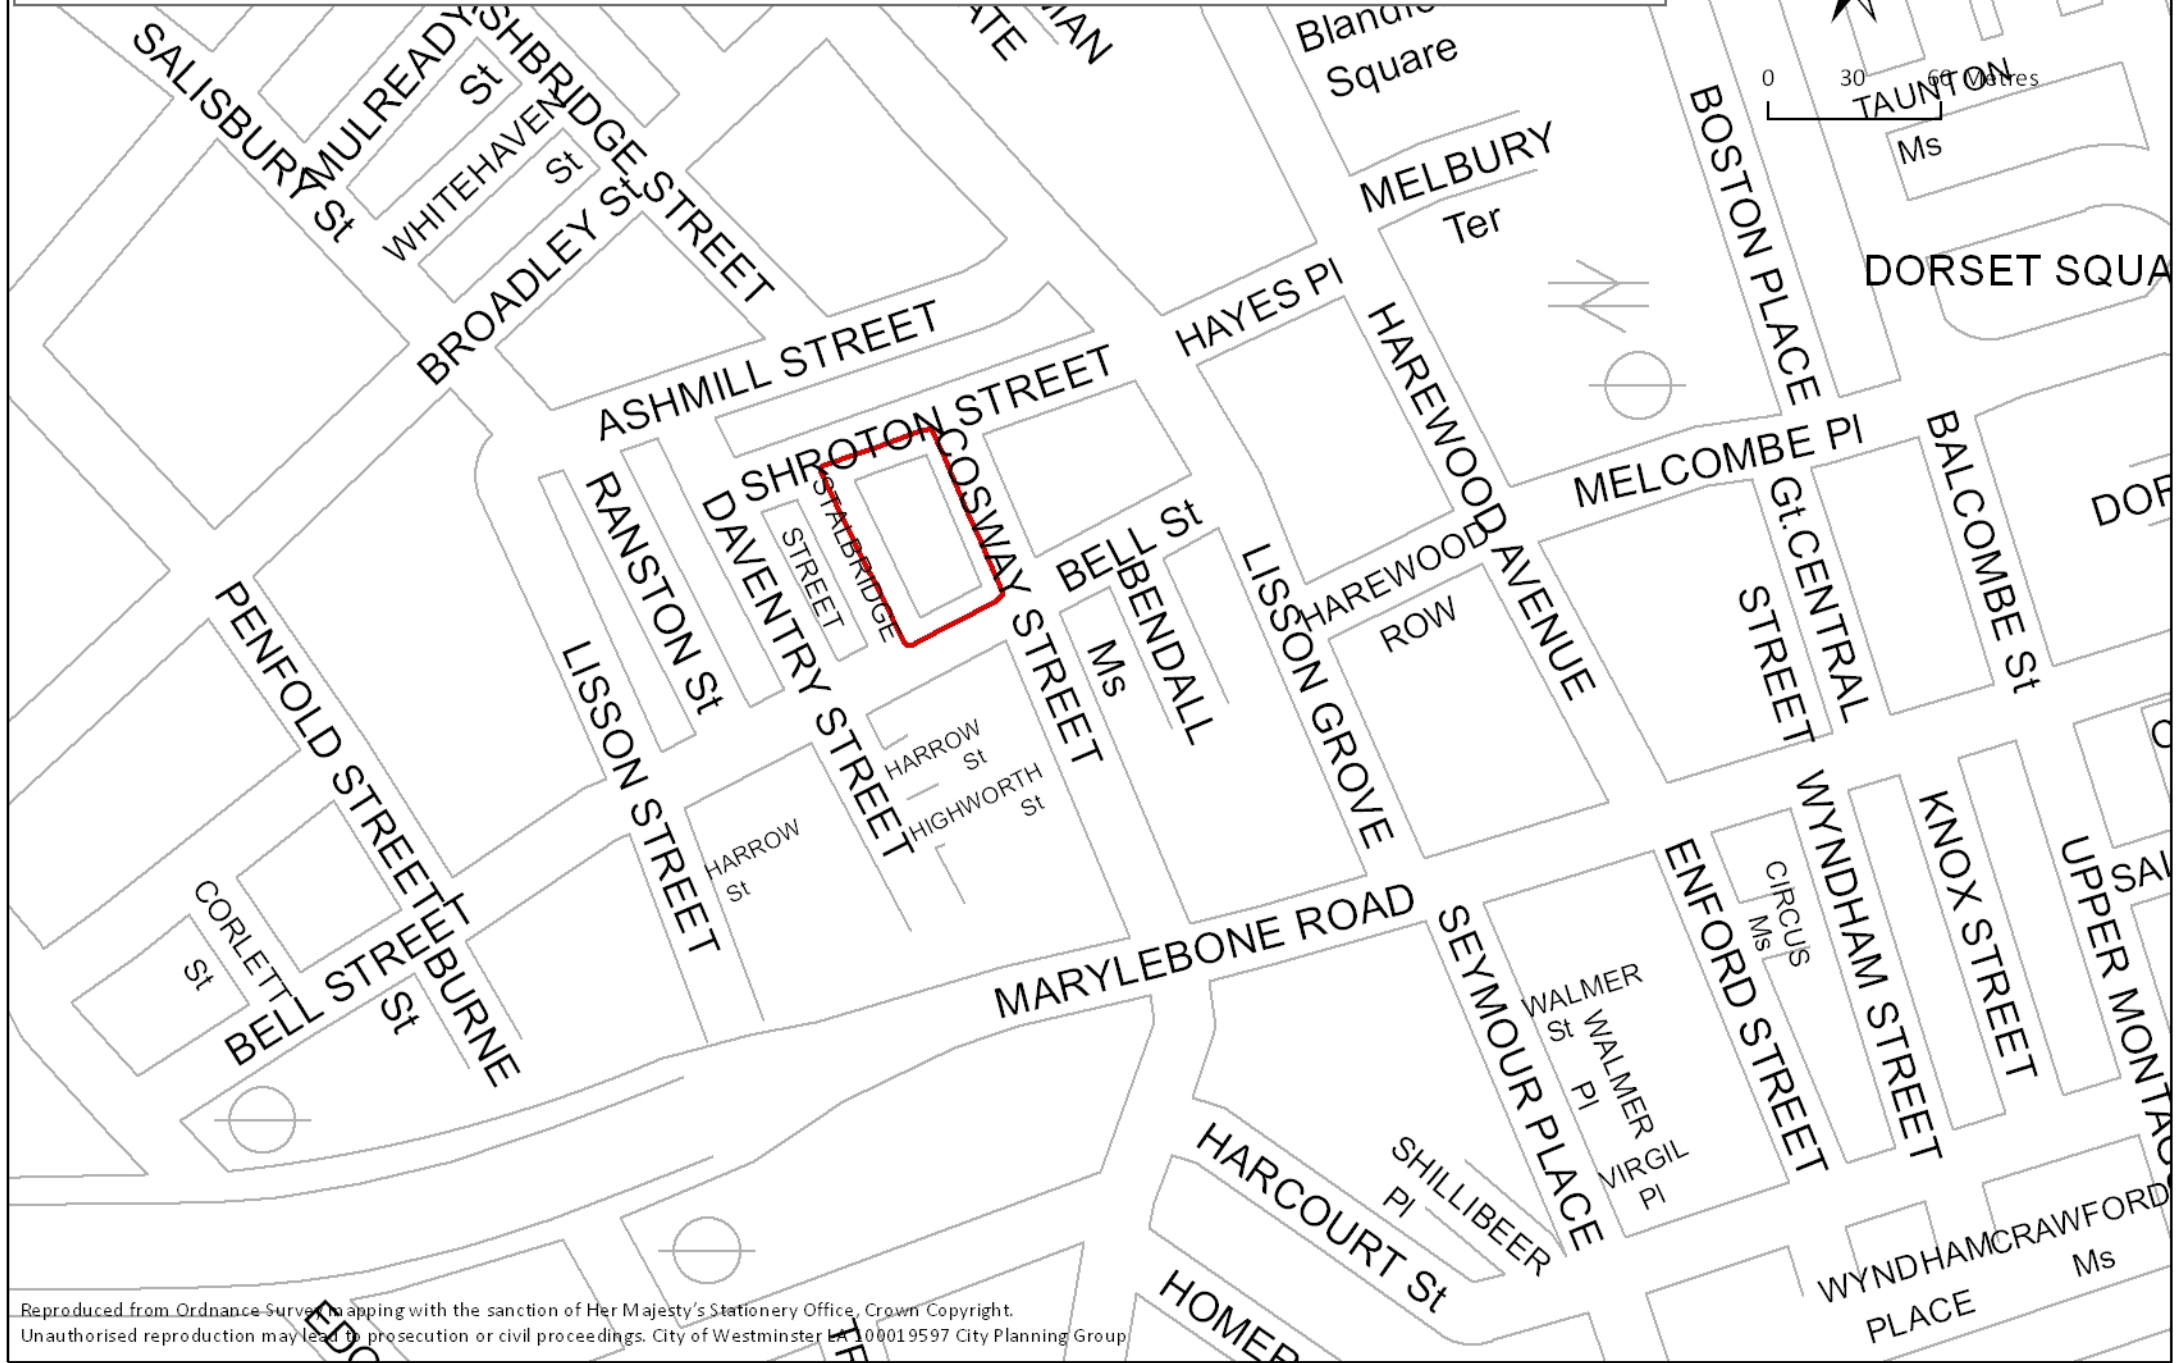 SALISBURY St
MULREADY
St
ASHBRIDGE STREET
WHITEHAVEN
St
BROADLEY St
Square
MELBURY
Ter
BOSTON PLACE
0 30 60 Metres
TAUNTON
Ms
DORSET SQUA
HAYES Pl
ASHMILL STREET
SHROTON STREET
COSWAY STREET
STALBRIDGE
STREET
DAVENTRY STREET
RANSTON St
LISSON STREET
BELL St
BENDALL
Ms
HAREWOOD AVENUE
HAREWOOD
ROW
LISSON GROVE
MELCOMBE Pl
Gt.CENTRAL
STREET
BALCOMBE St
DOR
PENFOLD STREET
HARROW
St
HIGHWORTH
St
HARROW
St
CORLETT
St
BELL STREET
BURNE
St
MARYLEBONE ROAD
SEYMOUR PLACE
ENFORD STREET
CIRCUS
Ms
WYNDHAM STREET
KNOX STREET
UPPER MONTAG
SAL
WALMER
St
WALMER
Pl
VIRGIL
Pl
HARCOURT St
SHILLIBEER
Pl
HOMER
WYNDHAM
PLACE
CRAWFORD
Ms
Reproduced from Ordnance Survey mapping with the sanction of Her Majesty's Stationery Office, Crown Copyright.
Unauthorised reproduction may lead to prosecution or civil proceedings. City of Westminster LA 100019597 City Planning Group